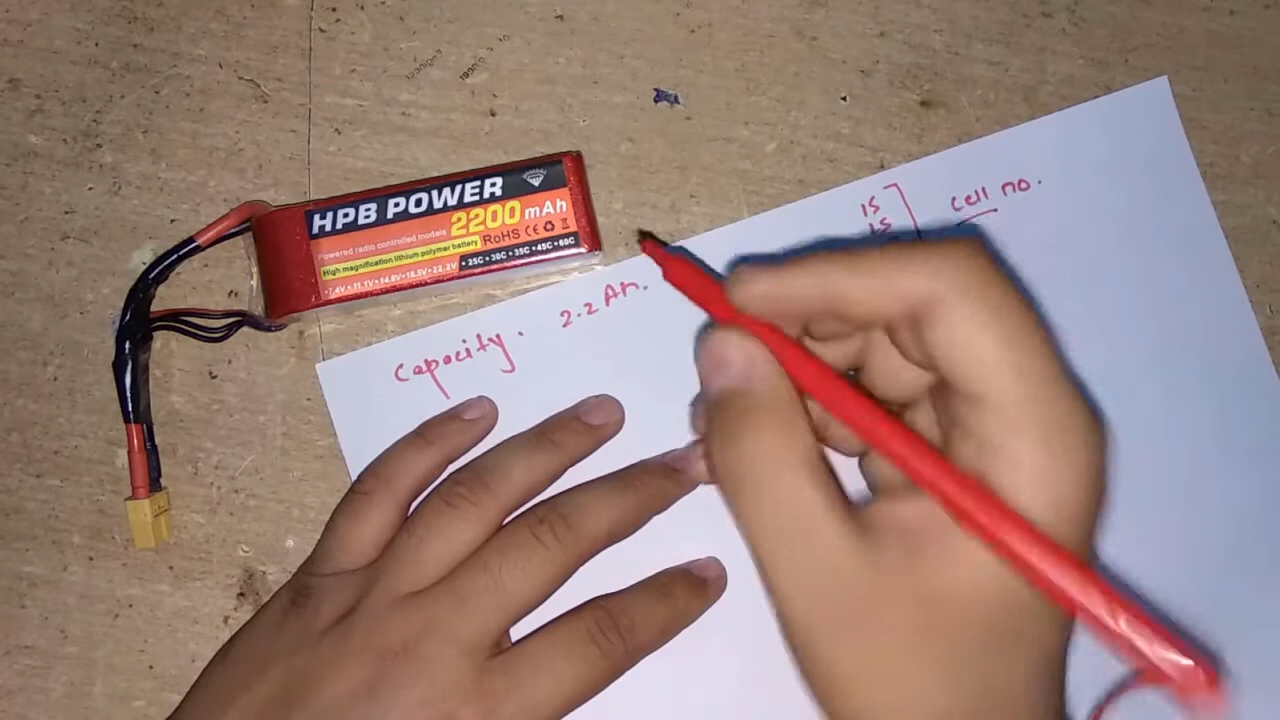 HPB POWER
2200 mAh
Powered radio controlled models
RoHS CE
High magnification lithium polymer battery
•7.4V•11.1V•14.8V•18.5V•22.2V
• 25C • 30C • 35C • 45C • 60C
1S
cell no.
capacity. 2.2 Ah.